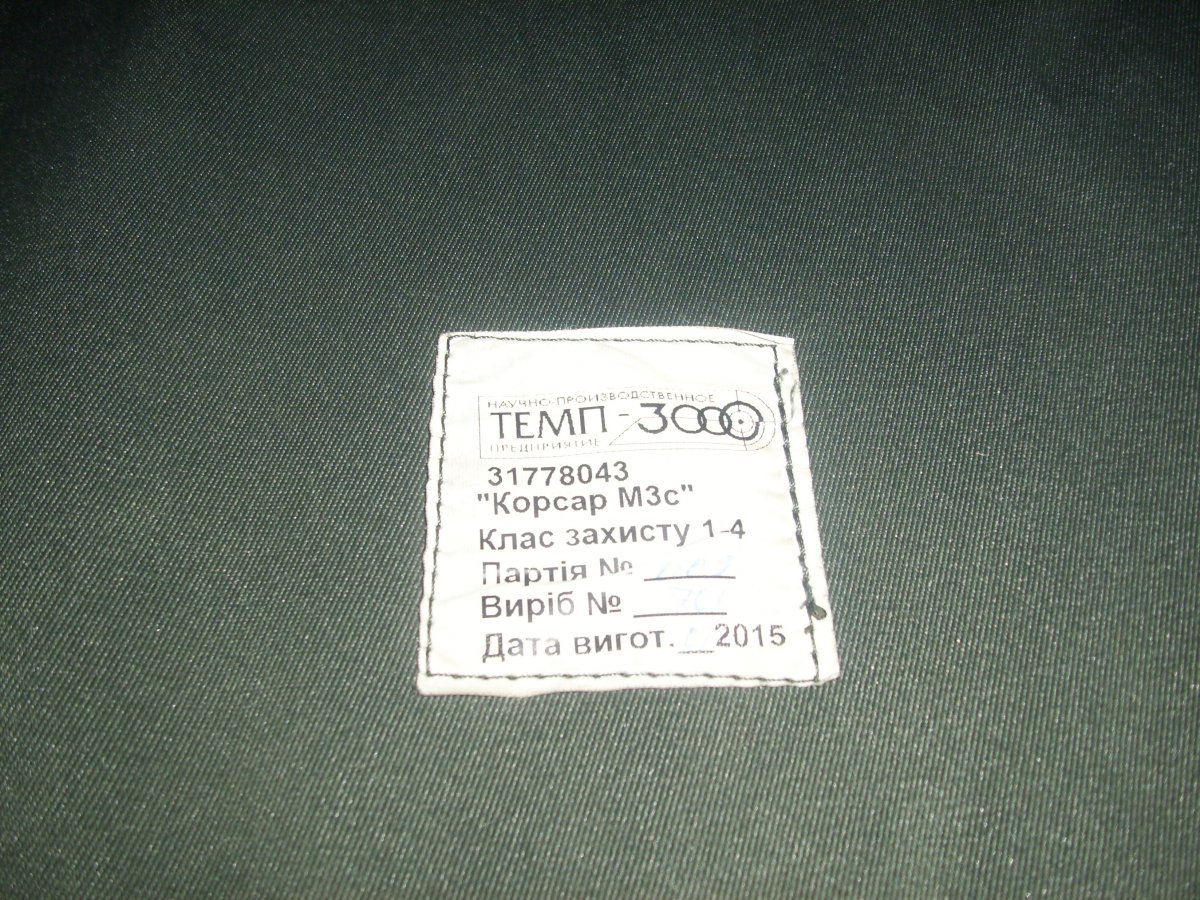 НАУЧНО-ПРОИЗВОДСТВЕННОЕ
ТЕМП - 3000
ПРЕДПРИЯТИЕ
31778043
"Корсар М3с"
Клас захисту 1-4
Партія №
Виріб №
Дата вигот. 2015